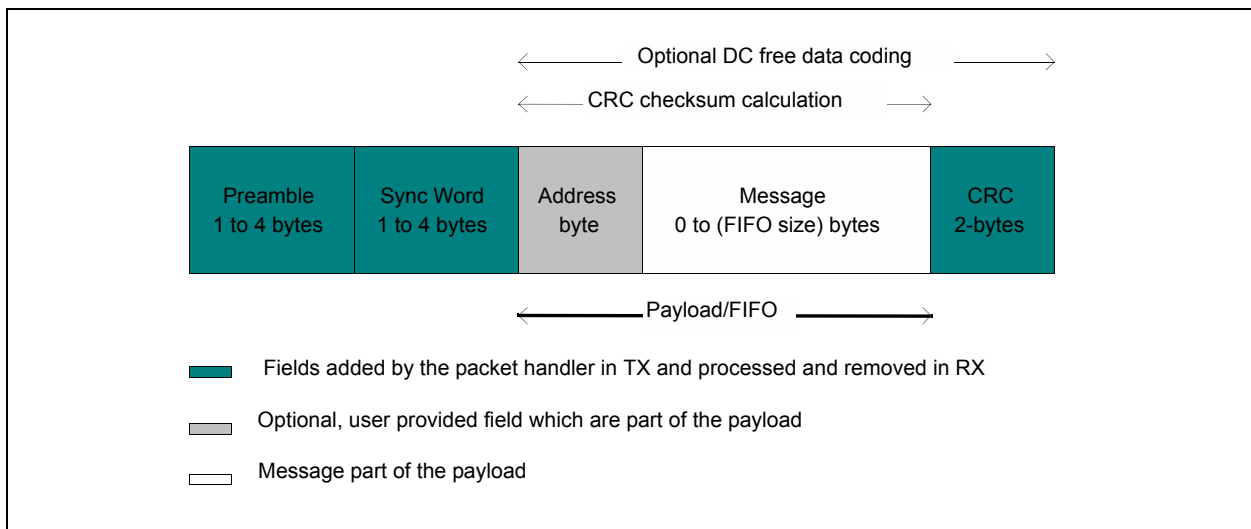 Optional DC free data coding
CRC checksum calculation
Preamble
1 to 4 bytes
Sync Word
1 to 4 bytes
Address
byte
Message
0 to (FIFO size) bytes
CRC
2-bytes
Payload/FIFO
Fields added by the packet handler in TX and processed and removed in RX
Optional, user provided field which are part of the payload
Message part of the payload